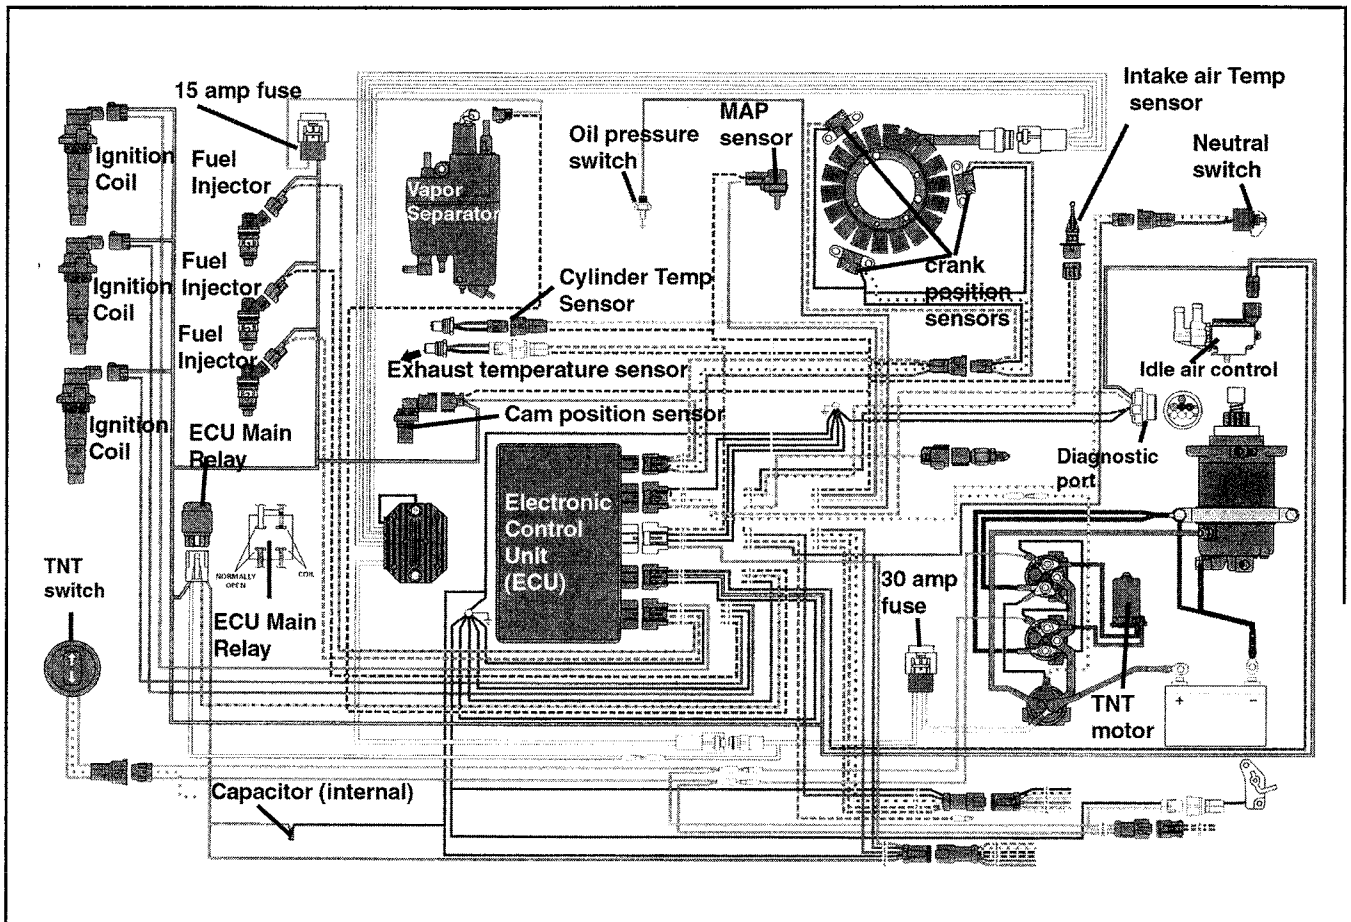 15 amp fuse
Ignition
Coil
Fuel
Injector
Vapor
Separator
Oil pressure
switch
MAP
sensor
Intake air Temp
sensor
Neutral
switch
Ignition
Coil
Fuel
Injector
Cylinder Temp
Sensor
crank
position
sensors
Fuel
Injector
Exhaust temperature sensor
Idle air control
Ignition
Coil
Cam position sensor
ECU Main
Relay
Diagnostic
port
Electronic
Control
Unit
(ECU)
NORMALLY
OPEN
COIL
TNT
switch
ECU Main
Relay
30 amp
fuse
TNT
motor
+
−
Capacitor (internal)